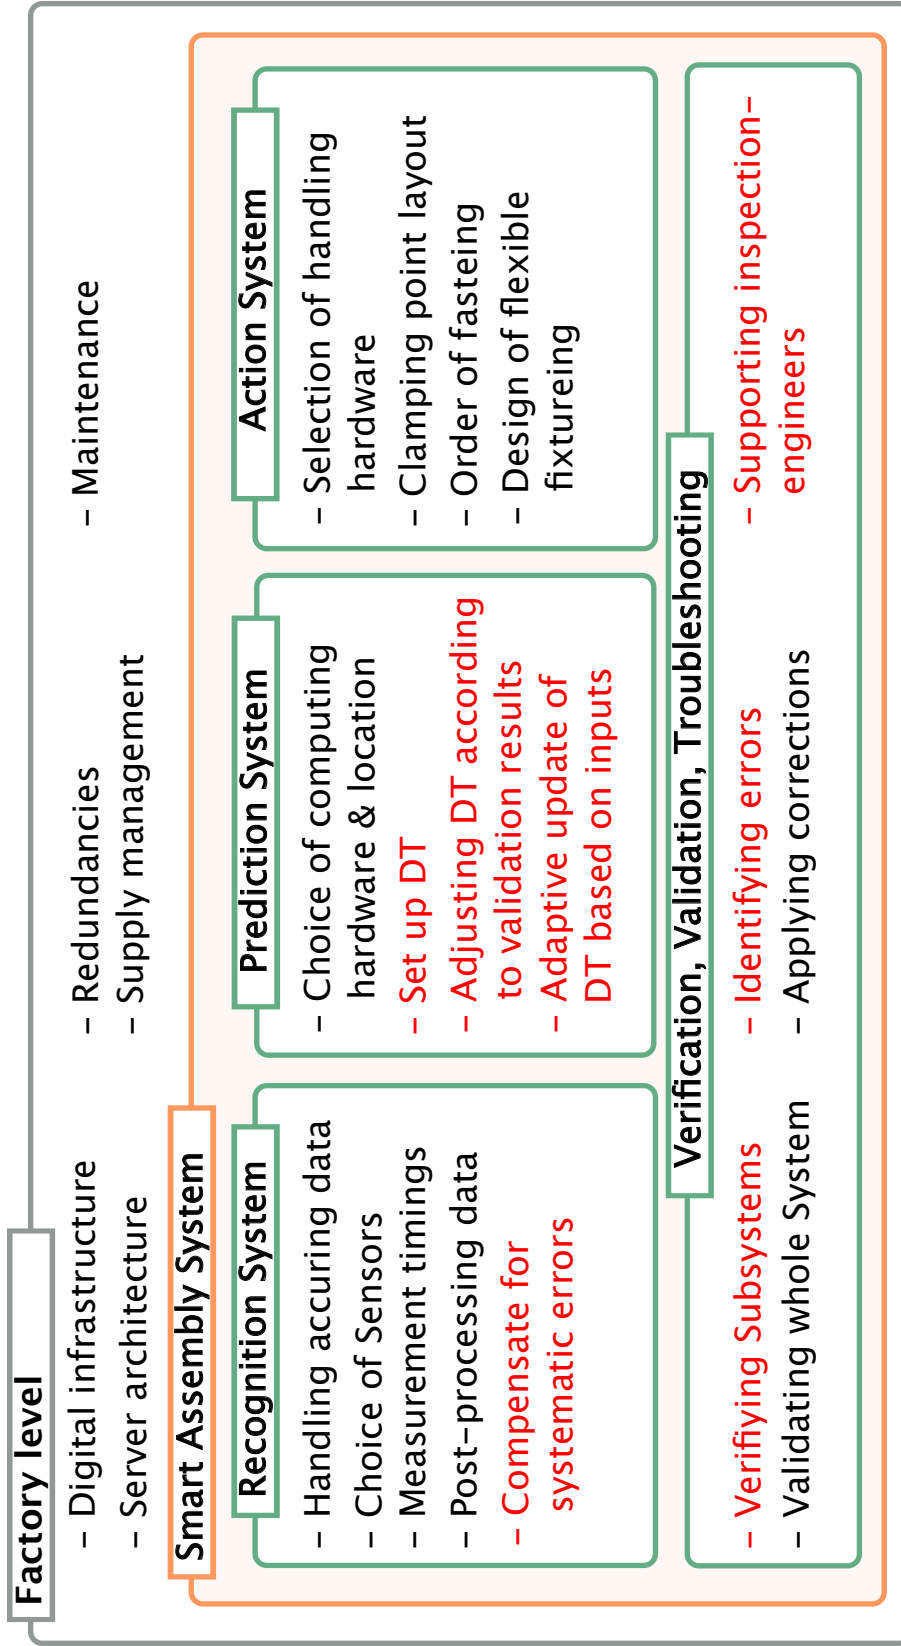 Factory level
– Digital infrastructure
– Server architecture
– Redundancies
– Supply management
– Maintenance
Smart Assembly System
Recognition System
– Handling accuring data
– Choice of Sensors
– Measurement timings
– Post–processing data
– Compensate for
systematic errors
Prediction System
– Choice of computing
hardware & location
– Set up DT
– Adjusting DT according
to validation results
– Adaptive update of
DT based on inputs
Action System
– Selection of handling
hardware
– Clamping point layout
– Order of fasteing
– Design of flexible
fixtureing
Verification, Validation, Troubleshooting
– Verifiying Subsystems
– Validating whole System
– Identifying errors
– Applying corrections
– Supporting inspection–
engineers